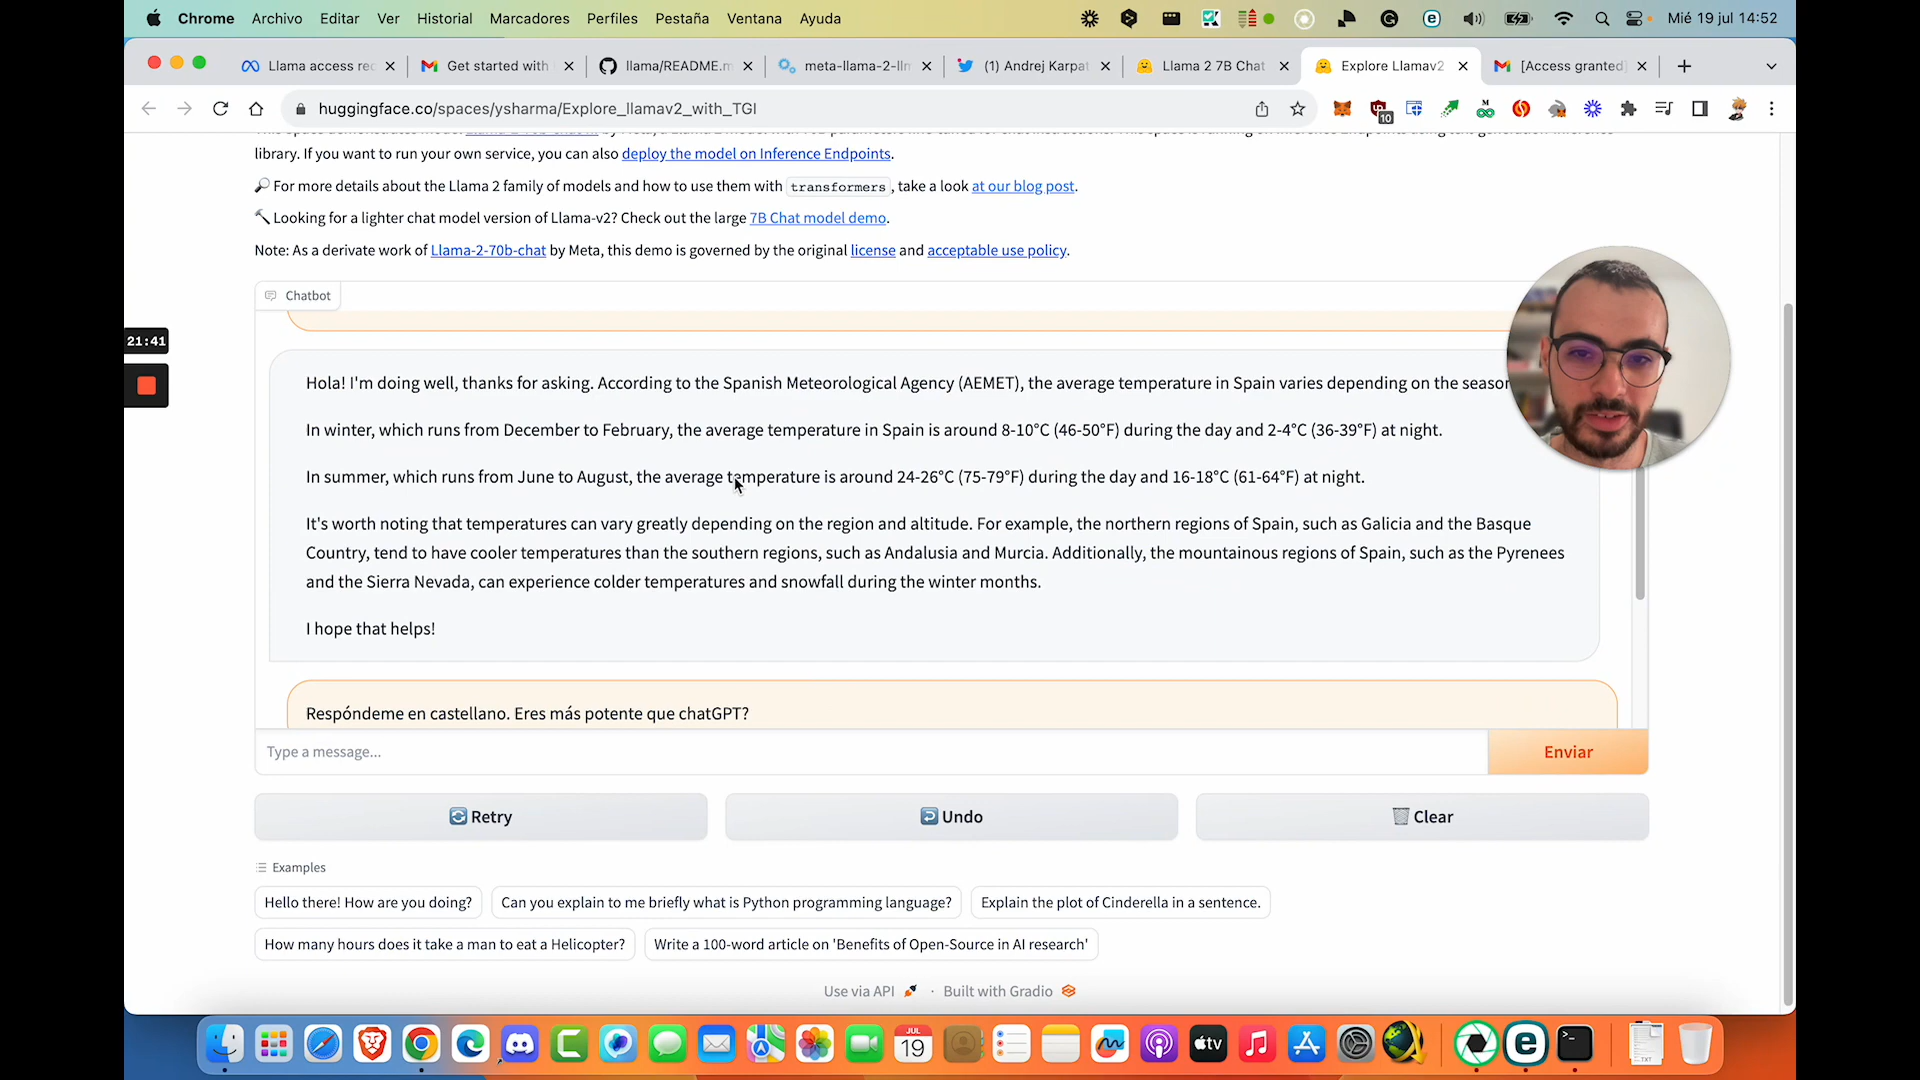 Chrome Archivo Editar Ver Historial Marcadores Perfiles Pestaña Ventana Ayuda Mié 19 jul 14:52
Llama access re Get started with llama/README.m meta-llama-2-ll (1) Andrej Karpat Llama 2 7B Chat Explore Llamav2 [Access granted]
huggingface.co/spaces/ysharma/Explore_llamav2_with_TGI
10
library. If you want to run your own service, you can also deploy the model on Inference Endpoints.
🔎 For more details about the Llama 2 family of models and how to use them with transformers, take a look at our blog post.
🔨 Looking for a lighter chat model version of Llama-v2? Check out the large 7B Chat model demo.
Note: As a derivate work of Llama-2-70b-chat by Meta, this demo is governed by the original license and acceptable use policy.
Chatbot
21:41
Hola! I'm doing well, thanks for asking. According to the Spanish Meteorological Agency (AEMET), the average temperature in Spain varies depending on the season
In winter, which runs from December to February, the average temperature in Spain is around 8-10°C (46-50°F) during the day and 2-4°C (36-39°F) at night.
In summer, which runs from June to August, the average temperature is around 24-26°C (75-79°F) during the day and 16-18°C (61-64°F) at night.
It's worth noting that temperatures can vary greatly depending on the region and altitude. For example, the northern regions of Spain, such as Galicia and the Basque
Country, tend to have cooler temperatures than the southern regions, such as Andalusia and Murcia. Additionally, the mountainous regions of Spain, such as the Pyrenees
and the Sierra Nevada, can experience colder temperatures and snowfall during the winter months.
I hope that helps!
Respóndeme en castellano. Eres más potente que chatGPT?
Type a message...
Enviar
Retry
Undo
Clear
Examples
Hello there! How are you doing? Can you explain to me briefly what is Python programming language? Explain the plot of Cinderella in a sentence.
How many hours does it take a man to eat a Helicopter? Write a 100-word article on 'Benefits of Open-Source in AI research'
Use via API · Built with Gradio
JUL
19
tv
TXT